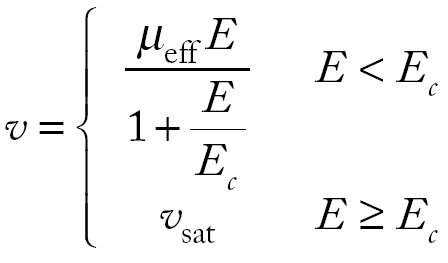 v = { μ_eff E / (1 + E / E_c)    E < E_c
v_sat    E ≥ E_c